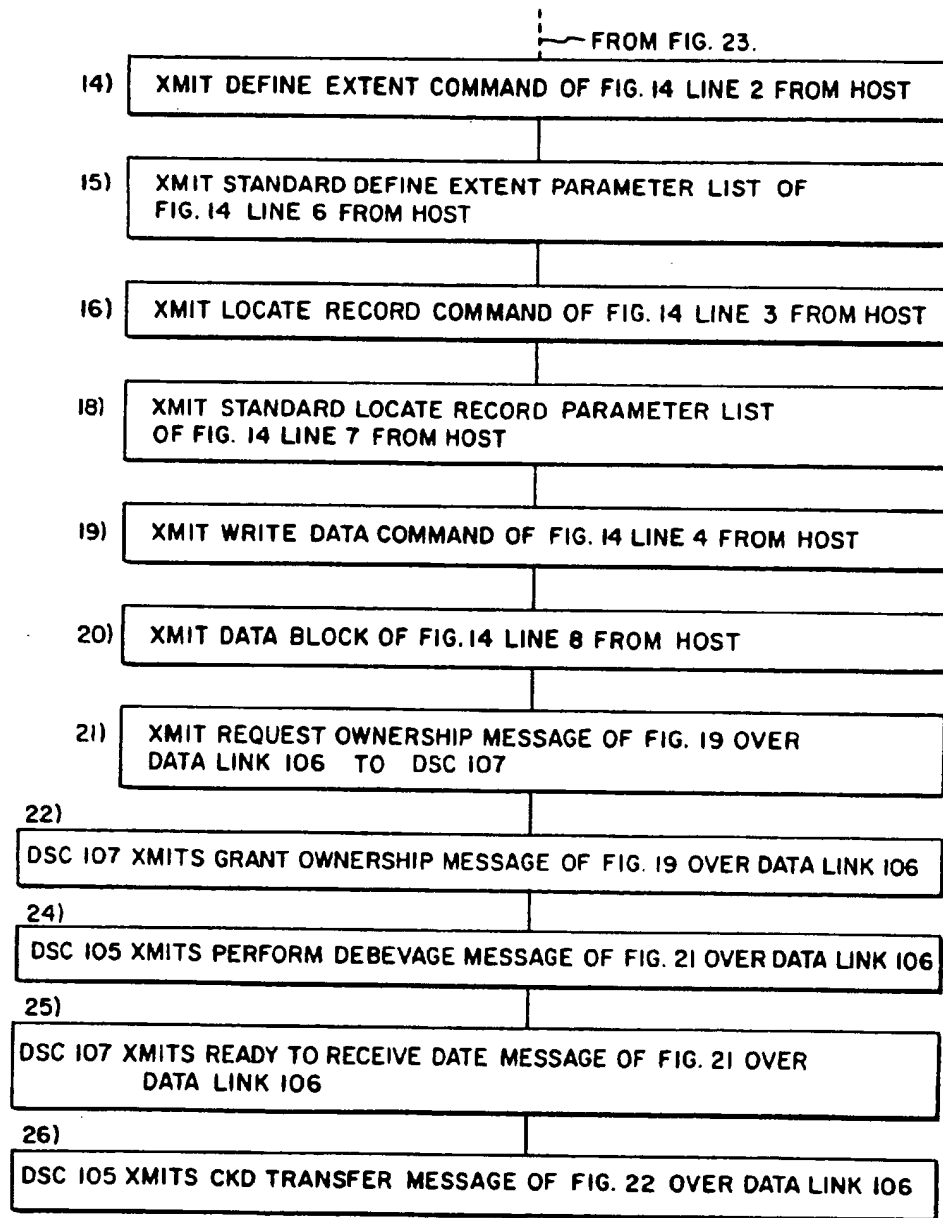 FROM FIG. 23.
14) XMIT DEFINE EXTENT COMMAND OF FIG. 14 LINE 2 FROM HOST
15) XMIT STANDARD DEFINE EXTENT PARAMETER LIST OF
FIG. 14 LINE 6 FROM HOST
16) XMIT LOCATE RECORD COMMAND OF FIG. 14 LINE 3 FROM HOST
18) XMIT STANDARD LOCATE RECORD PARAMETER LIST
OF FIG. 14 LINE 7 FROM HOST
19) XMIT WRITE DATA COMMAND OF FIG. 14 LINE 4 FROM HOST
20) XMIT DATA BLOCK OF FIG. 14 LINE 8 FROM HOST
21) XMIT REQUEST OWNERSHIP MESSAGE OF FIG. 19 OVER
DATA LINK 106 TO DSC 107
22)
DSC 107 XMITS GRANT OWNERSHIP MESSAGE OF FIG. 19 OVER DATA LINK 106
24)
DSC 105 XMITS PERFORM DEBEVAGE MESSAGE OF FIG. 21 OVER DATA LINK 106
25)
DSC 107 XMITS READY TO RECEIVE DATE MESSAGE OF FIG. 21 OVER
DATA LINK 106
26)
DSC 105 XMITS CKD TRANSFER MESSAGE OF FIG. 22 OVER DATA LINK 106